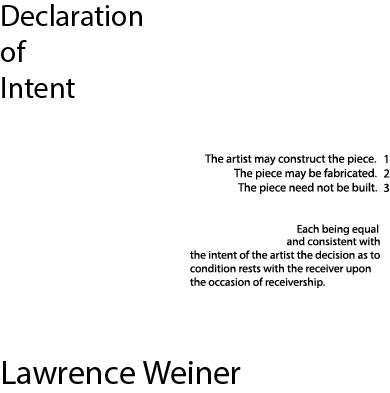 Declaration
of
Intent
The artist may construct the piece. 1
The piece may be fabricated. 2
The piece need not be built. 3
Each being equal
and consistent with
the intent of the artist the decision as to
condition rests with the receiver upon
the occasion of receivership.
Lawrence Weiner